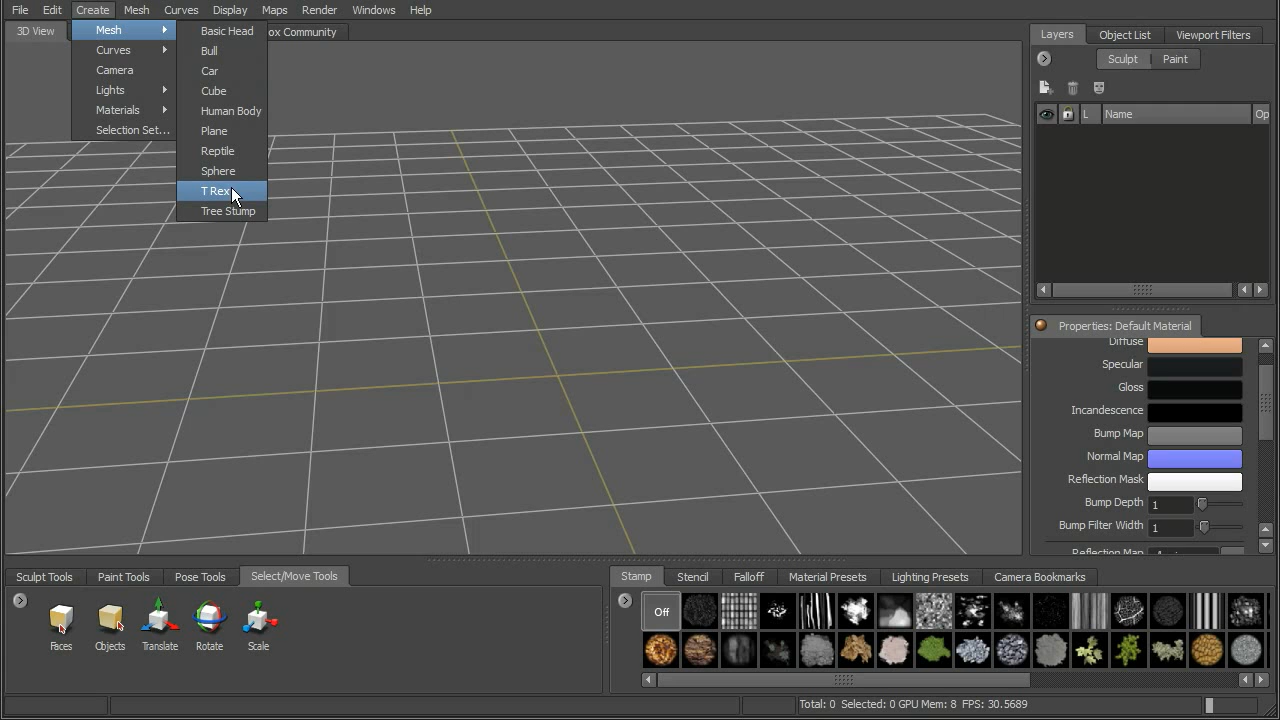 File Edit Create Mesh Curves Display Maps Render Windows Help
3D View ox Community
Mesh
Curves
Camera
Lights
Materials
Selection Set...
Basic Head
Bull
Car
Cube
Human Body
Plane
Reptile
Sphere
T Rex
Tree Stump
Layers Object List Viewport Filters
Sculpt Paint
L Name Op
Properties: Default Material
Diffuse
Specular
Gloss
Incandescence
Bump Map
Normal Map
Reflection Mask
Bump Depth 1
Bump Filter Width 1
Reflection Map
Sculpt Tools Paint Tools Pose Tools Select/Move Tools
Faces Objects Translate Rotate Scale
Stamp Stencil Falloff Material Presets Lighting Presets Camera Bookmarks
Off
Total: 0 Selected: 0 GPU Mem: 8 FPS: 30.5689